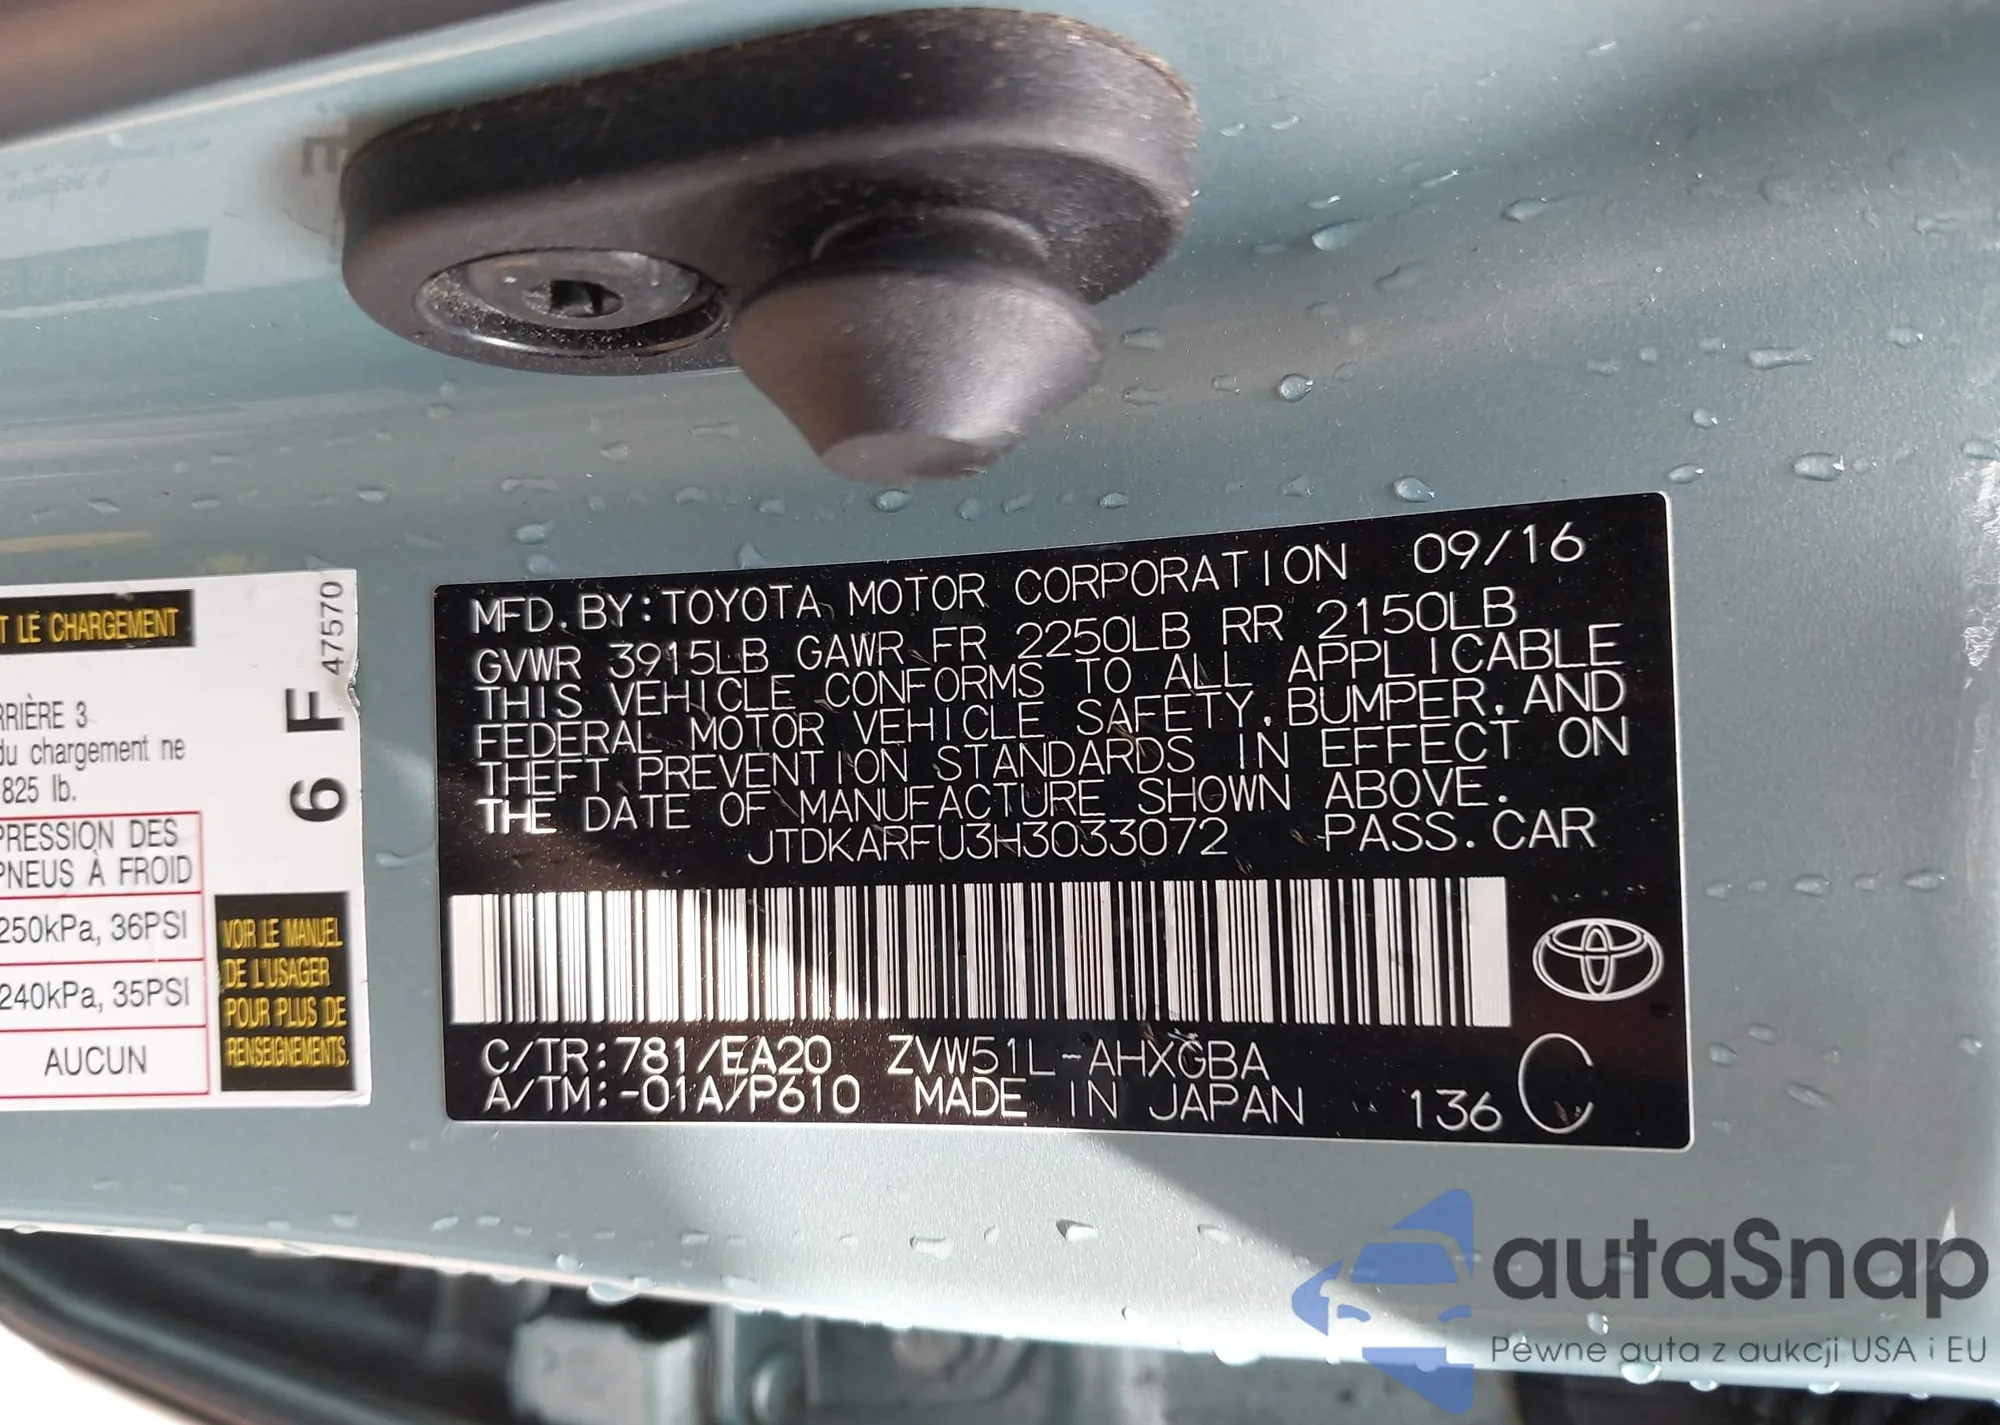 T LE CHARGEMENT
47570
6 F
RRIÈRE 3
du chargement ne
825 lb.
PRESSION DES
PNEUS À FROID
250kPa, 36PSI
240kPa, 35PSI
AUCUN
VOIR LE MANUEL
DE L'USAGER
POUR PLUS DE
RENSEIGNEMENTS.
MFD. BY: TOYOTA MOTOR CORPORATION 09/16
GVWR 3915LB GAWR FR 2250LB RR 2150LB
THIS VEHICLE CONFORMS TO ALL APPLICABLE
FEDERAL MOTOR VEHICLE SAFETY, BUMPER, AND
THEFT PREVENTION STANDARDS IN EFFECT ON
THE DATE OF MANUFACTURE SHOWN ABOVE.
JTDKARFU3H3033072 PASS. CAR
C/TR: 781/EA20 ZVW51L-AHXGBA
A/TM: -01A/P610 MADE IN JAPAN 136 C
autaSnap
Pewne auta z aukcji USA i EU